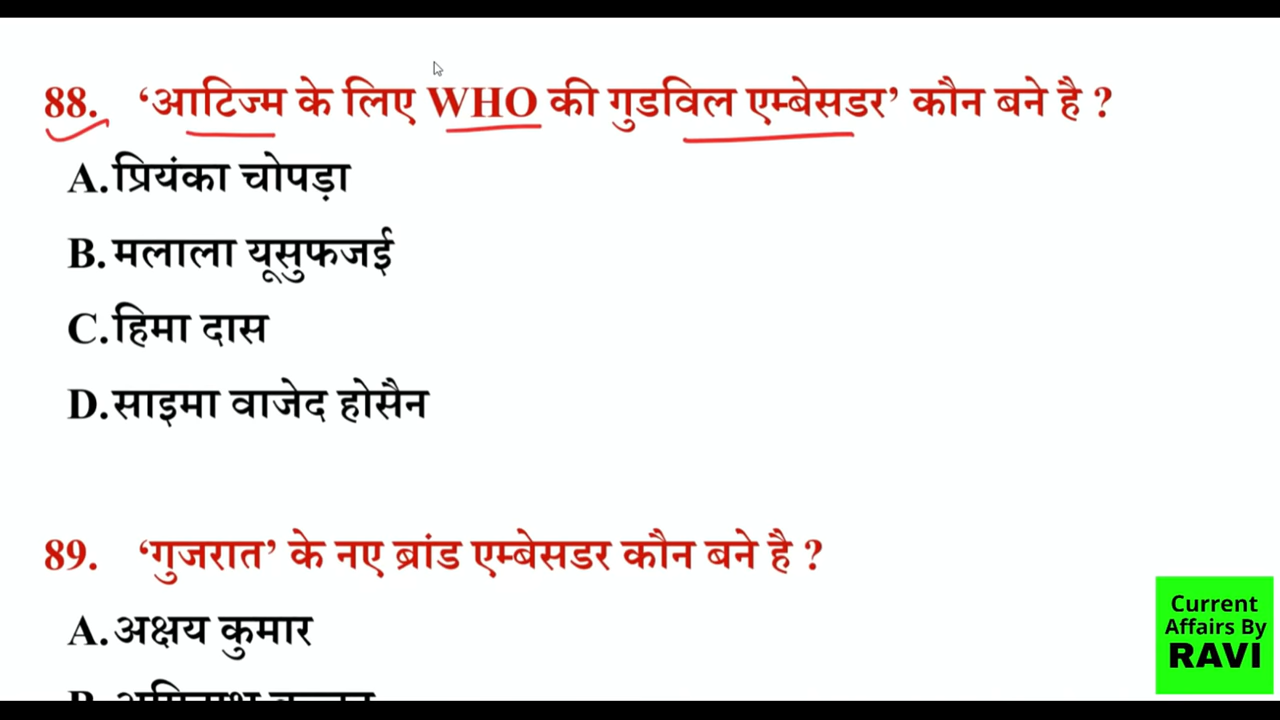 88. ‘आटिज्म के लिए WHO की गुडविल एम्बेसडर’ कौन बने है ?
A.प्रियंका चोपड़ा
B.मलाला यूसुफजई
C.हिमा दास
D.साइमा वाजेद होसैन
89. ‘गुजरात’ के नए ब्रांड एम्बेसडर कौन बने है ?
A.अक्षय कुमार
Current
Affairs By
RAVI